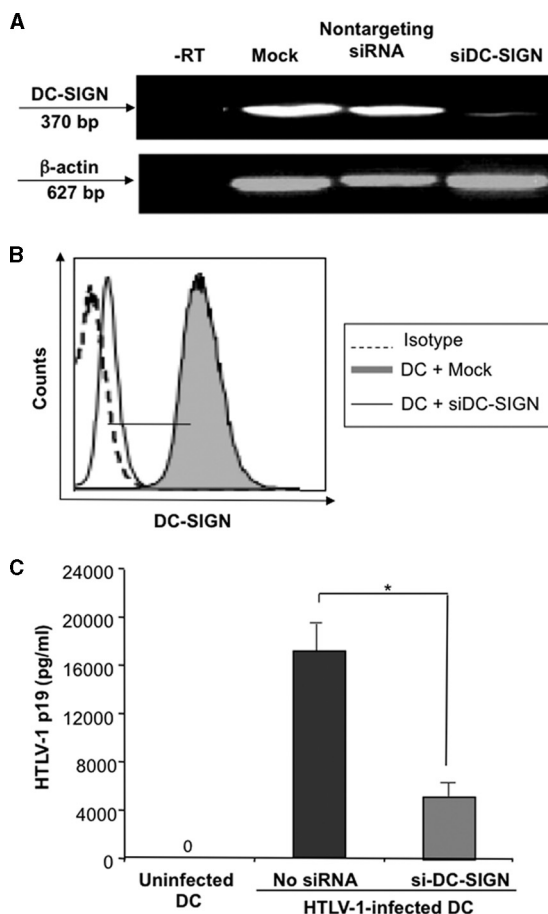 A
-RT
Mock
Nontargeting
siRNA
siDC-SIGN
DC-SIGN
370 bp
β-actin
627 bp
B
Counts
DC-SIGN
Isotype
DC + Mock
DC + siDC-SIGN
C
HTLV-1 p19 (pg/ml)
24000
20000
16000
12000
8000
4000
0
*
0
Uninfected
DC
No siRNA
si-DC-SIGN
HTLV-1-infected DC